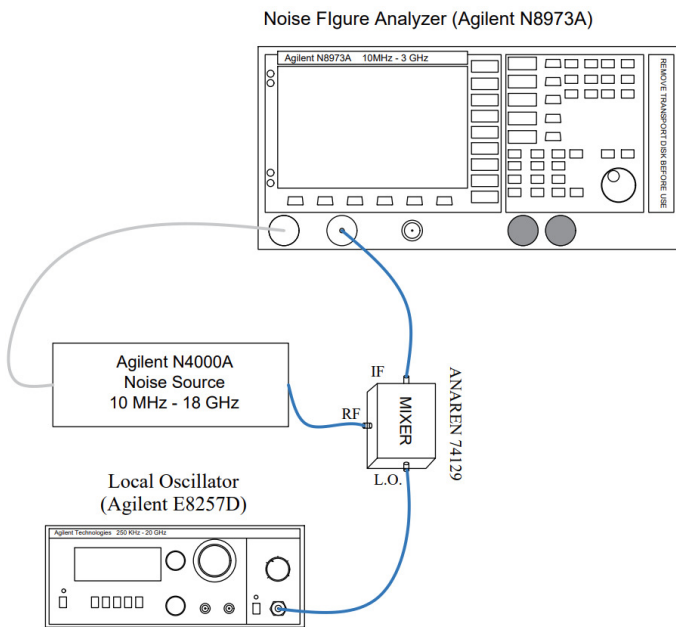 Noise FIgure Analyzer (Agilent N8973A)
Agilent N8973A 10MHz - 3 GHz
REMOVE TRANSPORT DISK BEFORE USE
Agilent N4000A
Noise Source
10 MHz - 18 GHz
IF
RF
MIXER
L.O.
ANAREN 74129
Local Oscillator
(Agilent E8257D)
Agilent Technologies 250 KHz - 20 GHz